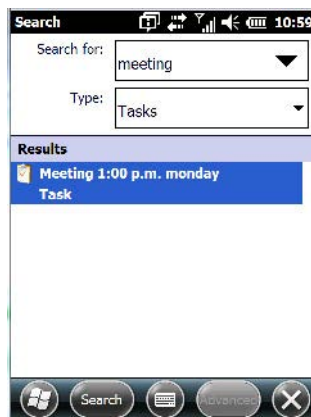 Search 10:59
Search for: meeting
Type: Tasks
Results
Meeting 1:00 p.m. monday
Task
Search Advanced